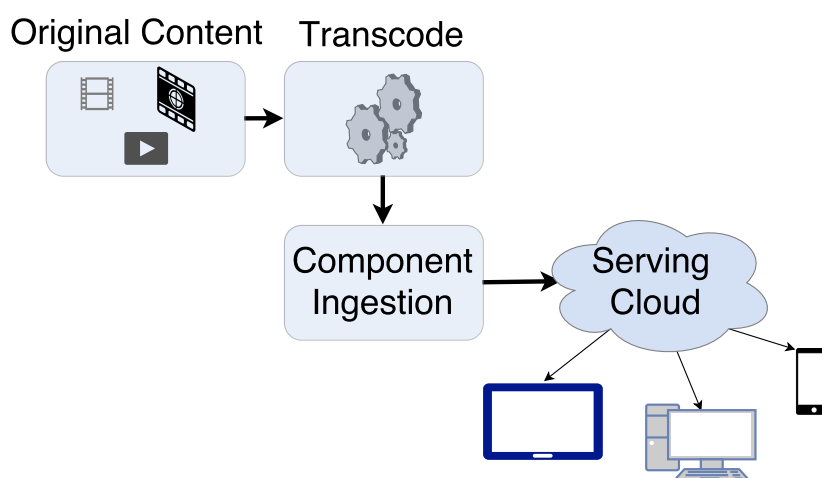 Original Content
Transcode
Component
Ingestion
Serving
Cloud